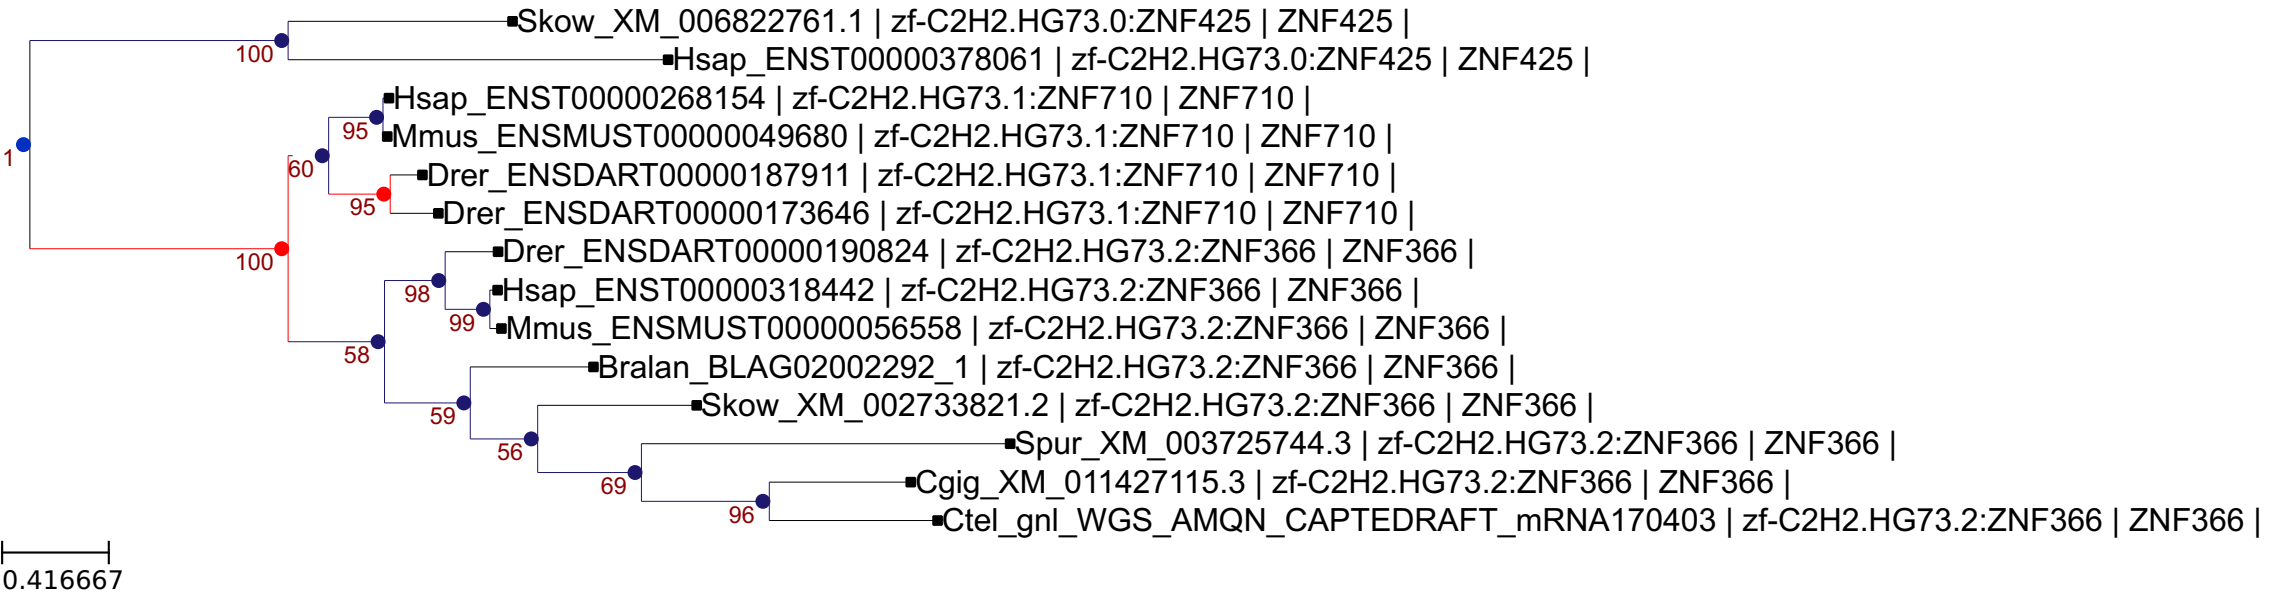 Skow_XM_006822761.1 | zf-C2H2.HG73.0:ZNF425 | ZNF425 |
100
Hsap_ENST00000378061 | zf-C2H2.HG73.0:ZNF425 | ZNF425 |
Hsap_ENST00000268154 | zf-C2H2.HG73.1:ZNF710 | ZNF710 |
95
Mmus_ENSMUST00000049680 | zf-C2H2.HG73.1:ZNF710 | ZNF710 |
1
60
Drer_ENSDART00000187911 | zf-C2H2.HG73.1:ZNF710 | ZNF710 |
95
Drer_ENSDART00000173646 | zf-C2H2.HG73.1:ZNF710 | ZNF710 |
100
Drer_ENSDART00000190824 | zf-C2H2.HG73.2:ZNF366 | ZNF366 |
98
Hsap_ENST00000318442 | zf-C2H2.HG73.2:ZNF366 | ZNF366 |
99
Mmus_ENSMUST00000056558 | zf-C2H2.HG73.2:ZNF366 | ZNF366 |
58
Bralan_BLAG02002292_1 | zf-C2H2.HG73.2:ZNF366 | ZNF366 |
59
Skow_XM_002733821.2 | zf-C2H2.HG73.2:ZNF366 | ZNF366 |
56
Spur_XM_003725744.3 | zf-C2H2.HG73.2:ZNF366 | ZNF366 |
69
Cgig_XM_011427115.3 | zf-C2H2.HG73.2:ZNF366 | ZNF366 |
96
Ctel_gnl_WGS_AMQN_CAPTEDRAFT_mRNA170403 | zf-C2H2.HG73.2:ZNF366 | ZNF366 |
0.416667